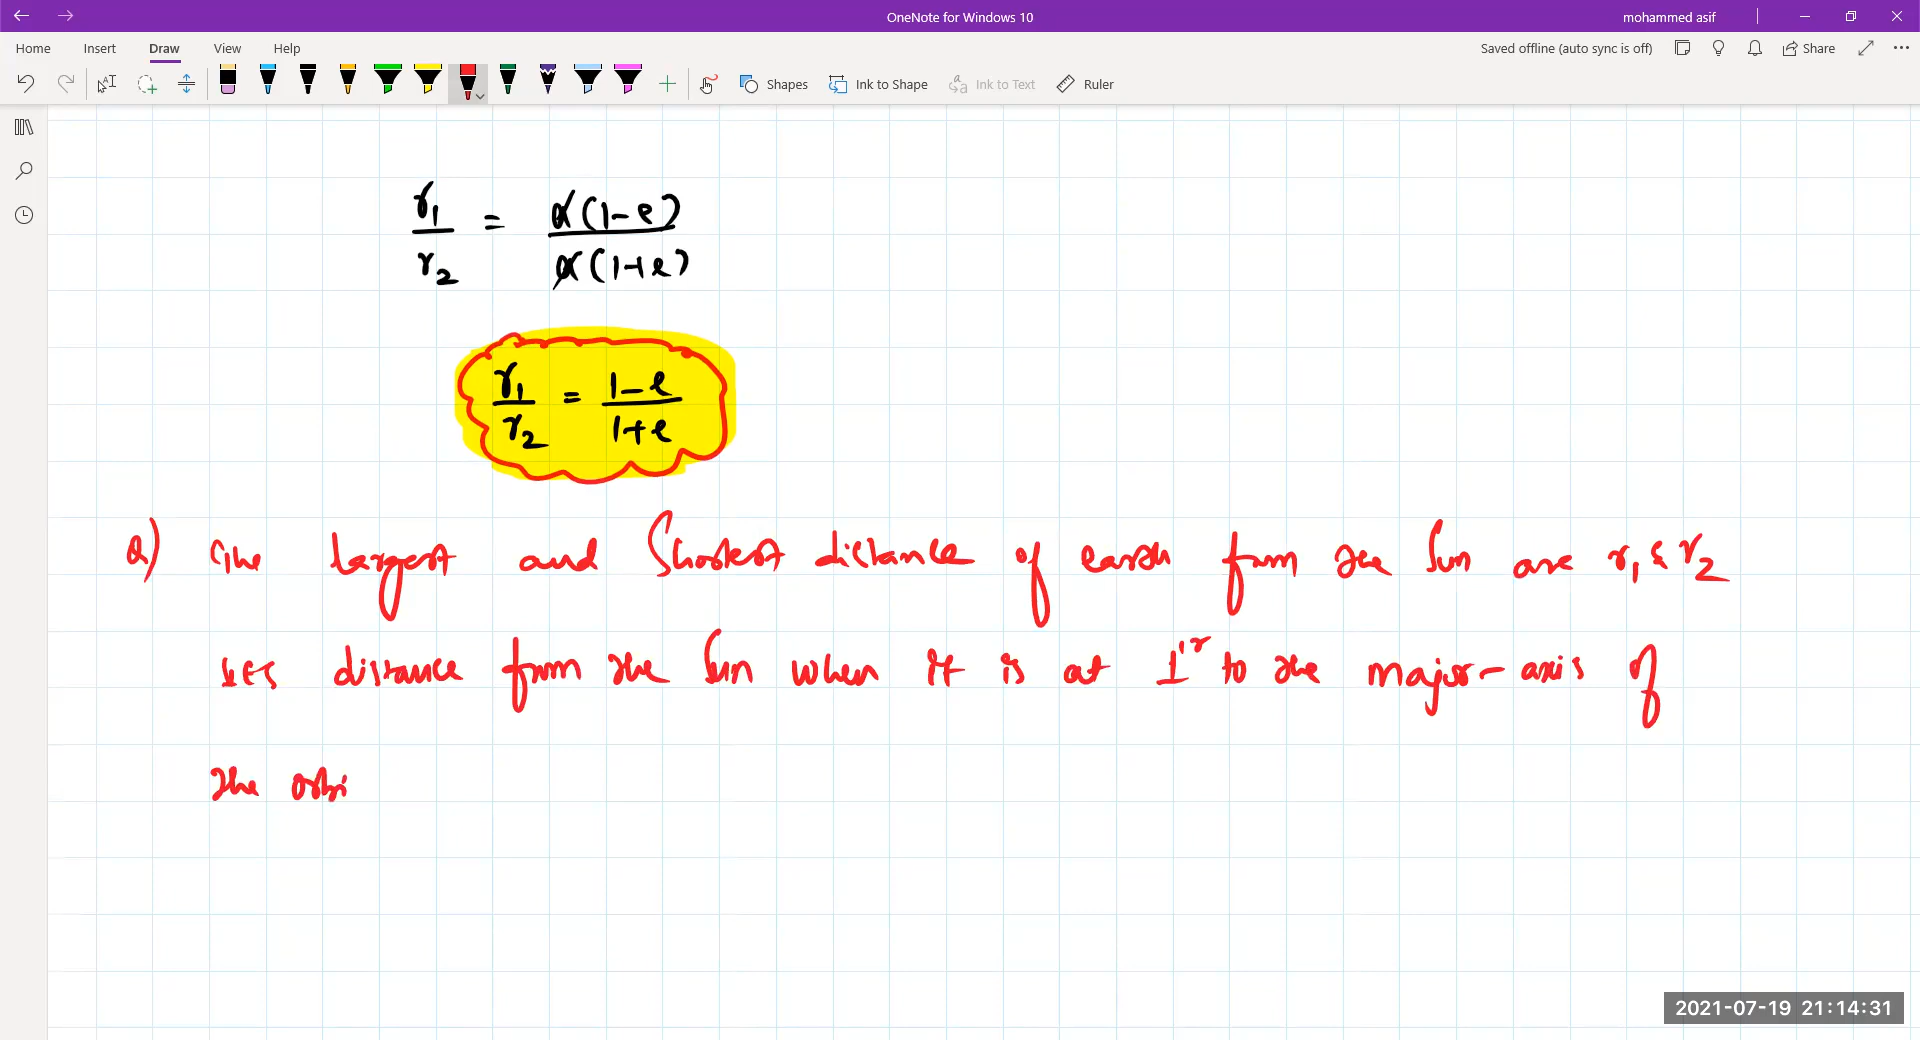 OneNote for Windows 10
mohammed asif
Home Insert Draw View Help
Saved offline (auto sync is off) Share
Shapes Ink to Shape Ink to Text Ruler
r₁/r₂ = a(1-e)/a(1+e)
r₁/r₂ = 1-e/1+e
Q) The largest and Shortest distance of earth from the Sun are r₁ & r₂
its distance from the Sun when it is at ⊥'r to the major-axis of
the orbi
2021-07-19 21:14:31